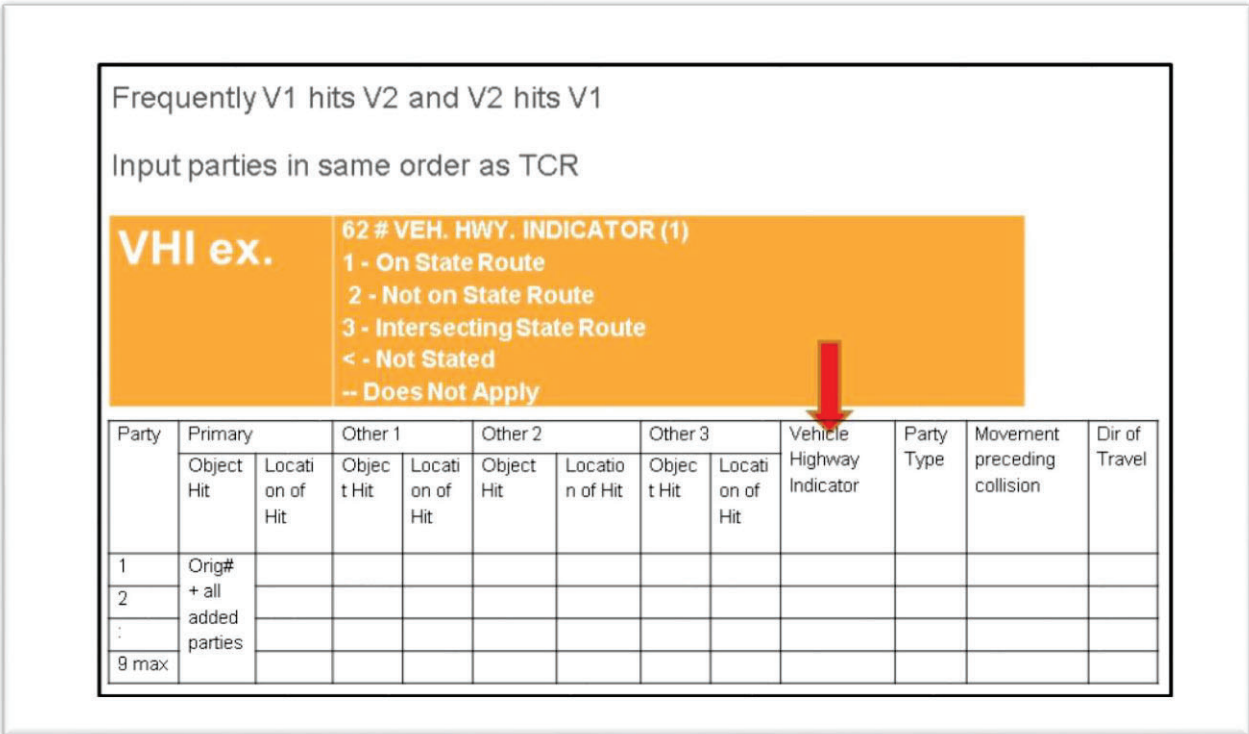 Frequently V1 hits V2 and V2 hits V1
Input parties in same order as TCR
VHI ex.
62 # VEH. HWY. INDICATOR (1)
1 - On State Route
2 - Not on State Route
3 - Intersecting State Route
< - Not Stated
-- Does Not Apply
Party Primary Other 1 Other 2 Other 3 Vehicle Party Movement Dir of
Object Locati Objec Locati Object Locatio Objec Locati Highway Type preceding Travel
Hit on of t Hit on of Hit n of Hit t Hit on of Indicator collision
Hit Hit Hit
1 Orig#
2 + all
: added
9 max parties